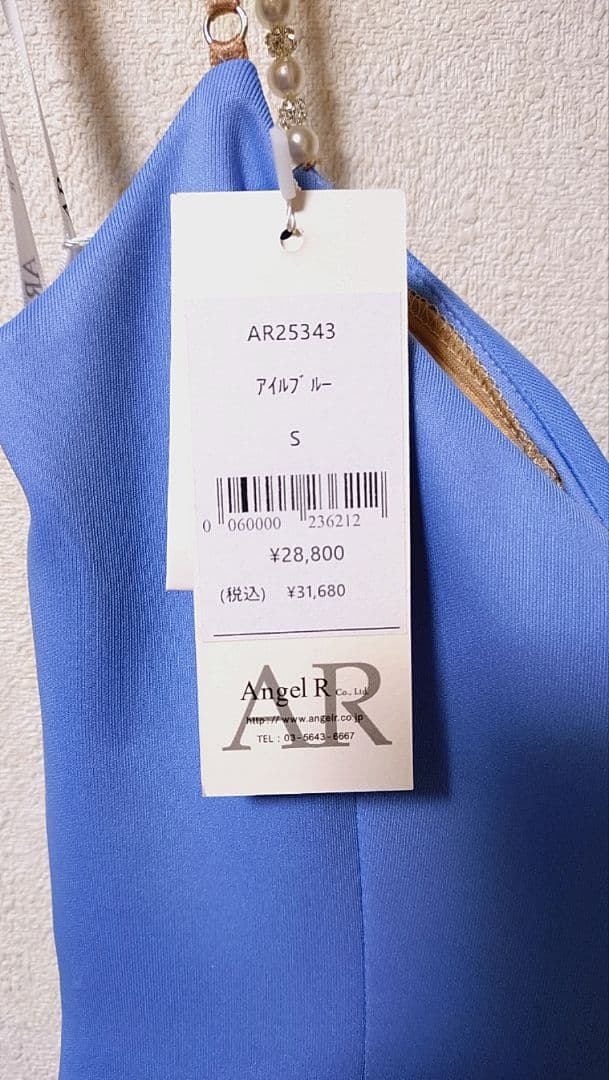 AR25343
ｱｲﾙﾌﾞﾙｰ
S
0 060000 236212
¥28,800
(税込) ¥31,680
AR
Angel R Co., Ltd.
http://www.angelr.co.jp
TEL : 03-5643-6667